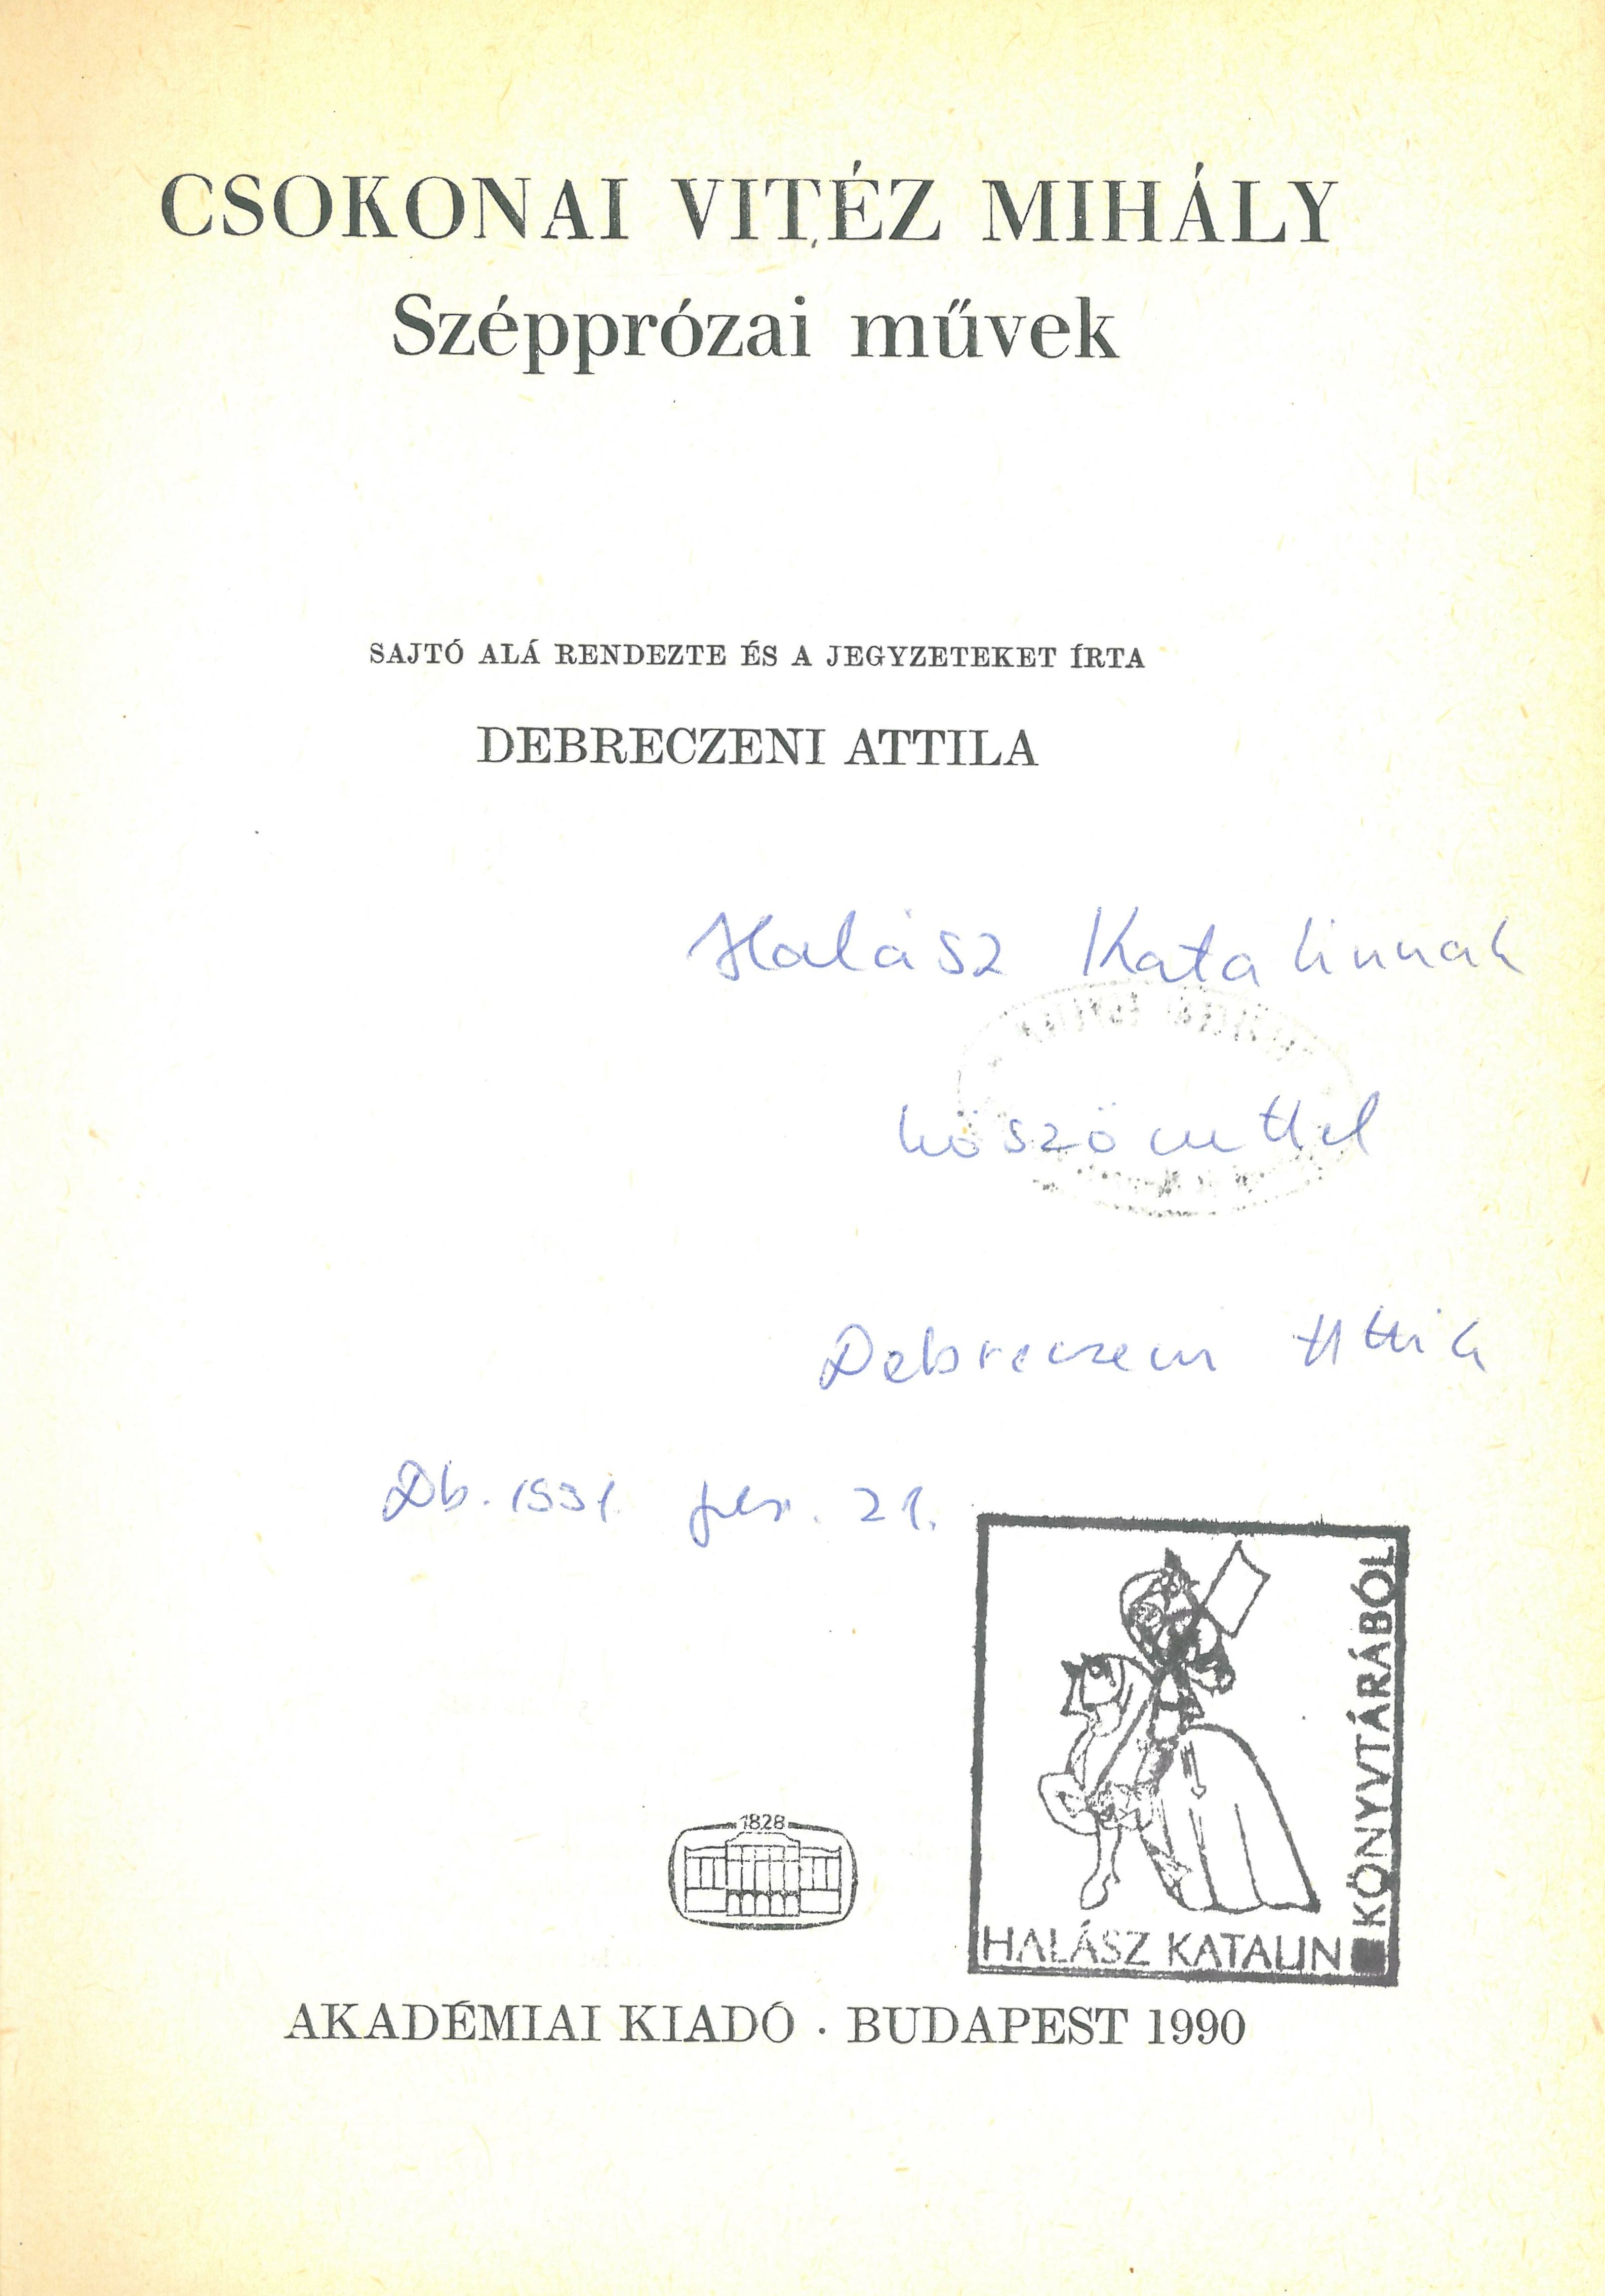 CSOKONAI VITÉZ MIHÁLY
Szépprózai művek
SAJTÓ ALÁ RENDEZTE ÉS A JEGYZETEKET ÍRTA
DEBRECZENI ATTILA
Halász Katalinnak
köszönettel
Debreczeni Attila
Db. 1991. febr. 21.
KÖNYVTÁRÁBÓL
1828
HALÁSZ KATALIN
AKADÉMIAI KIADÓ · BUDAPEST 1990